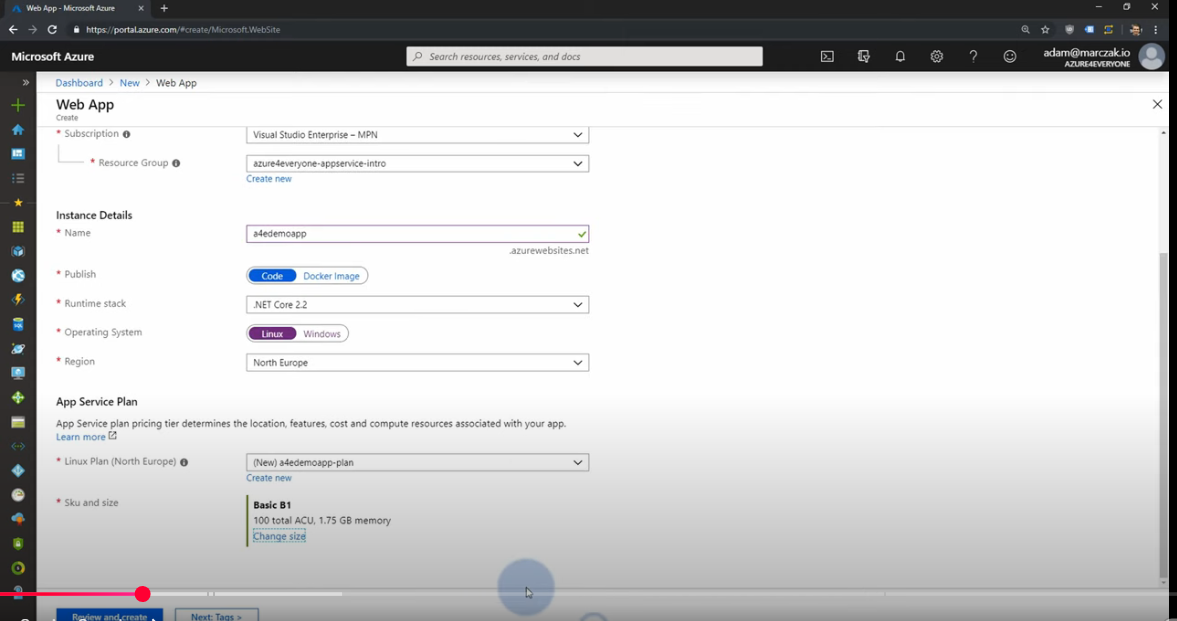 Web App - Microsoft Azure
https://portal.azure.com/#create/Microsoft.WebSite
Microsoft Azure
Search resources, services, and docs
adam@marczak.io
AZURE4EVERYONE
Dashboard > New > Web App
Web App
Create
* Subscription
Visual Studio Enterprise – MPN
* Resource Group
azure4everyone-appservice-intro
Create new
Instance Details
* Name
a4edemoapp
.azurewebsites.net
* Publish
Code
Docker Image
* Runtime stack
.NET Core 2.2
* Operating System
Linux
Windows
* Region
North Europe
App Service Plan
App Service plan pricing tier determines the location, features, cost and compute resources associated with your app.
Learn more
* Linux Plan (North Europe)
(New) a4edemoapp-plan
Create new
* Sku and size
Basic B1
100 total ACU, 1.75 GB memory
Change size
Review and create
Next: Tags >